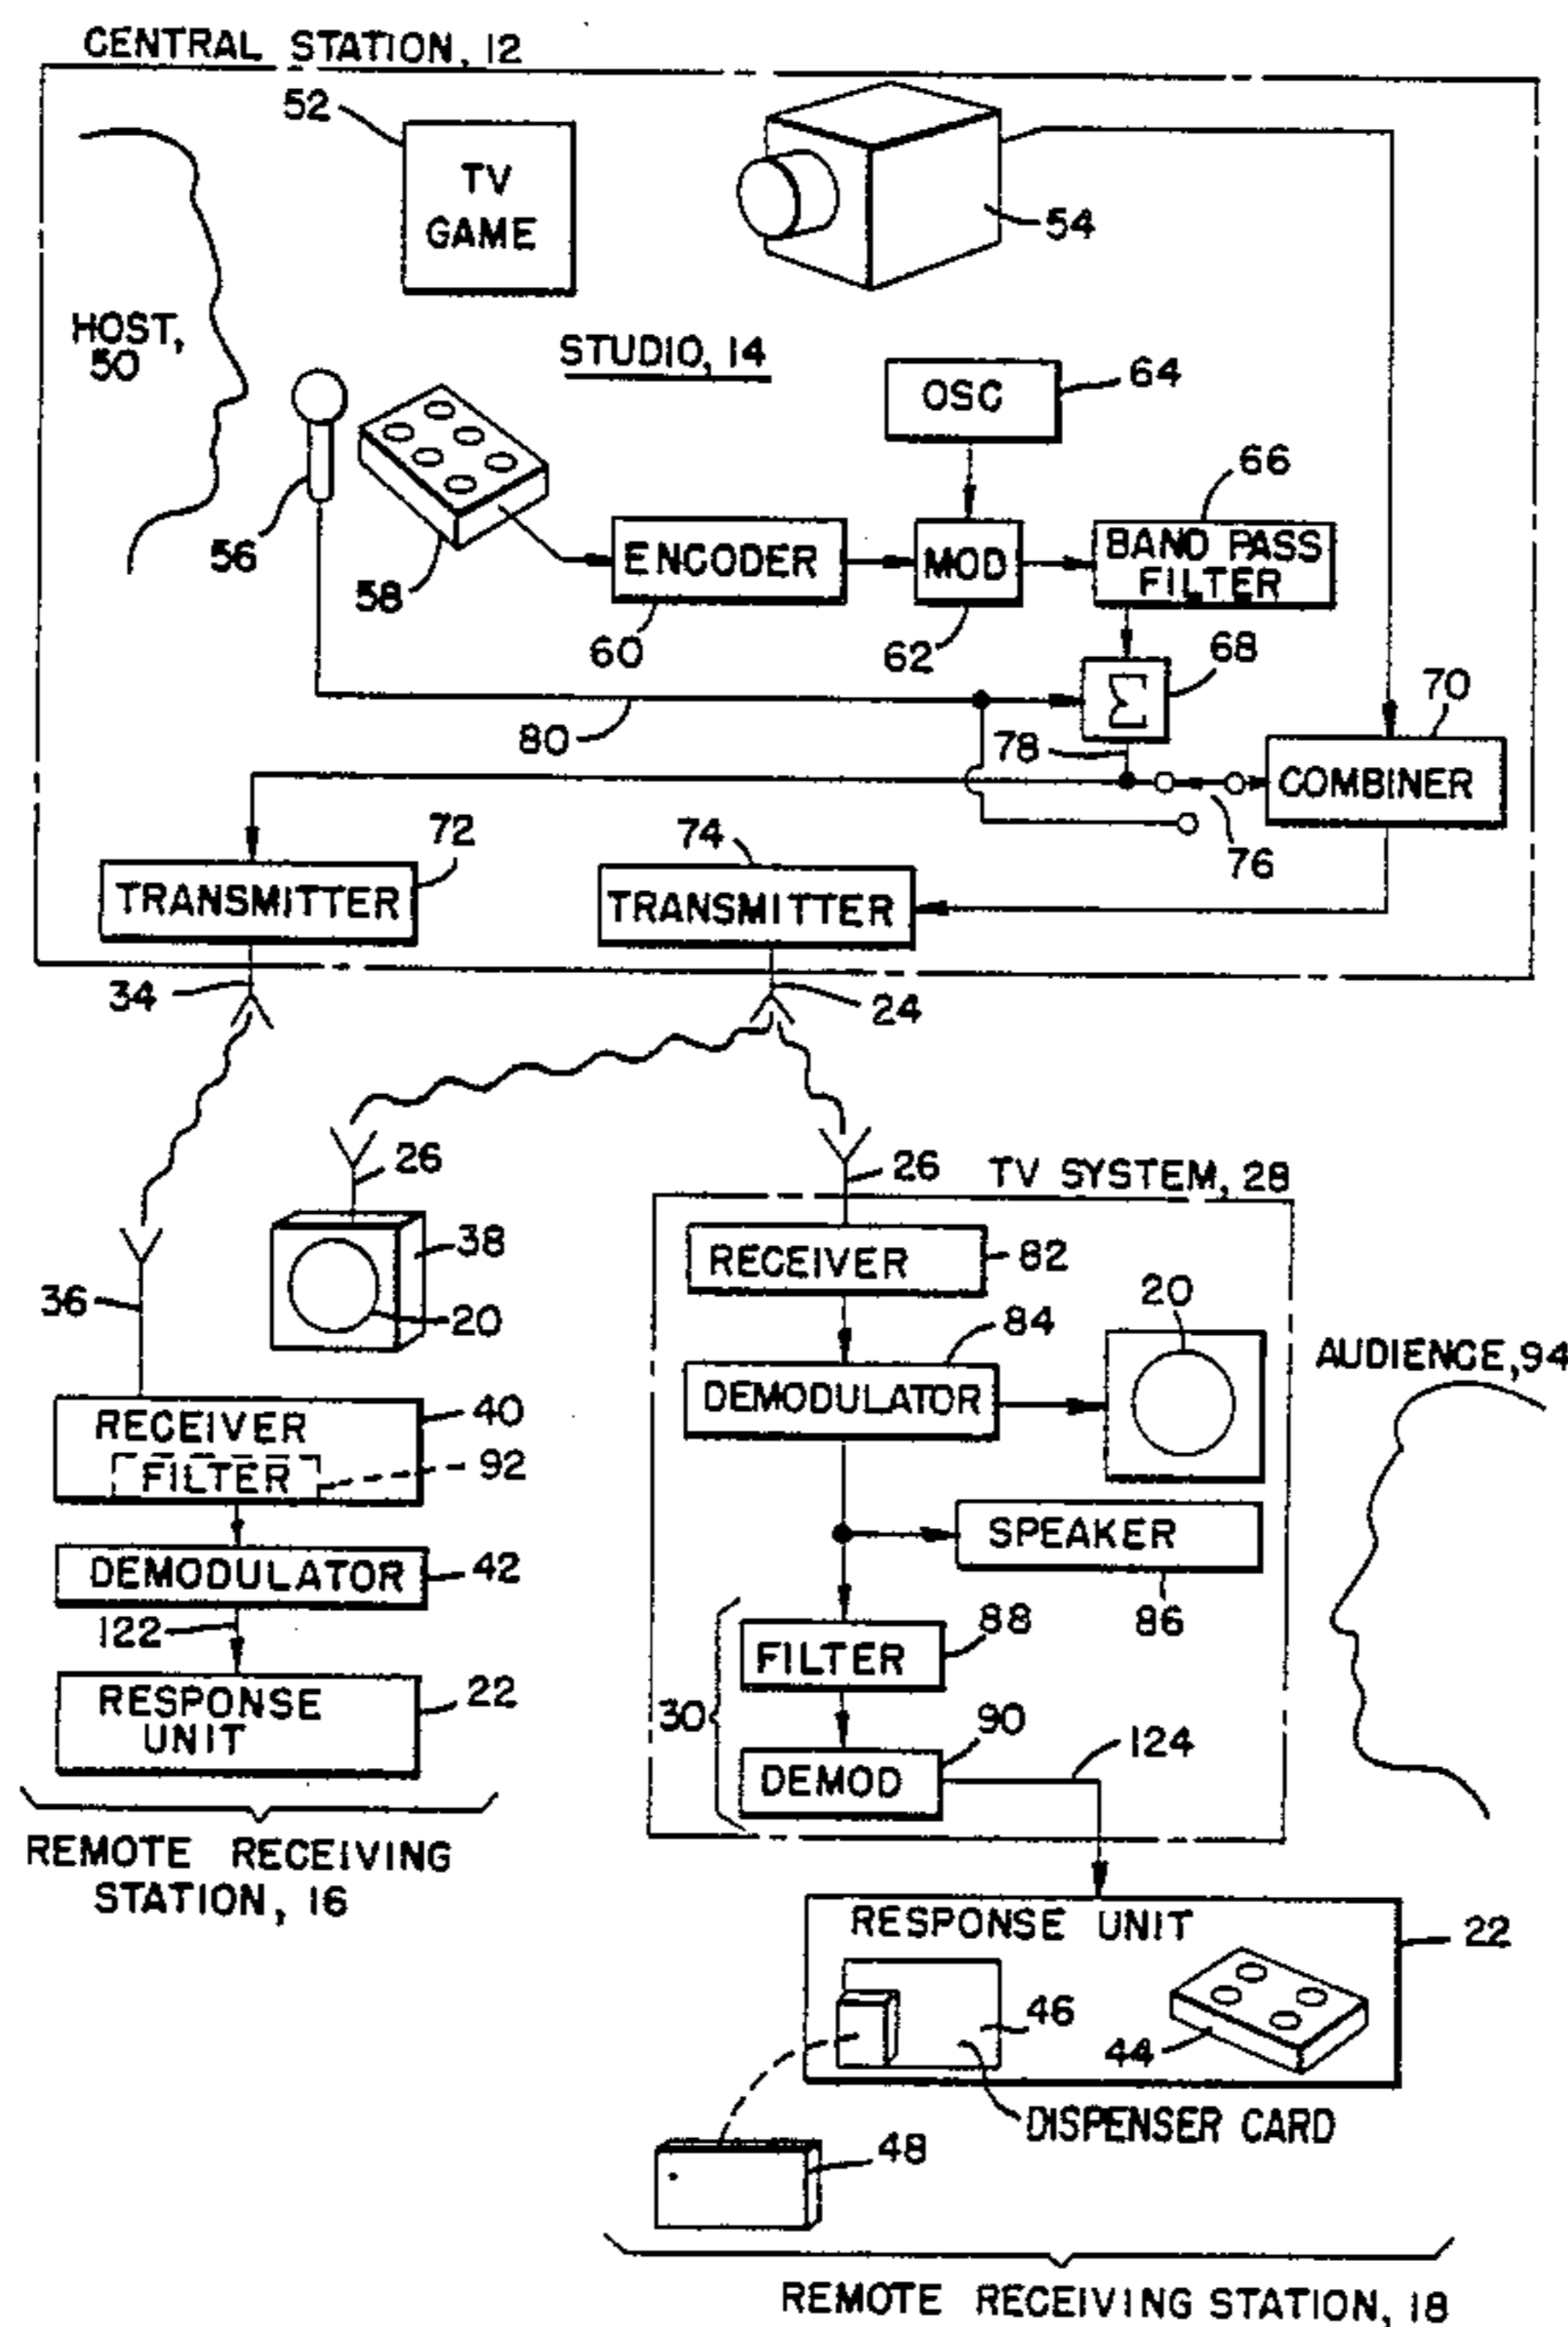 CENTRAL STATION, 12
52
TV
GAME
54
HOST,
50
STUDIO, 14
OSC
64
66
56
58
ENCODER
MOD
BAND PASS
FILTER
60
62
68
Σ
70
80
78
COMBINER
76
72
74
TRANSMITTER
TRANSMITTER
34
24
26
26
TV SYSTEM, 28
38
RECEIVER
82
36
20
20
84
AUDIENCE, 94
DEMODULATOR
RECEIVER
40
FILTER
92
SPEAKER
DEMODULATOR
42
86
122
88
FILTER
RESPONSE
UNIT
22
30
90
124
DEMOD
REMOTE RECEIVING
STATION, 16
RESPONSE UNIT
22
46
44
DISPENSER CARD
48
REMOTE RECEIVING STATION, 18